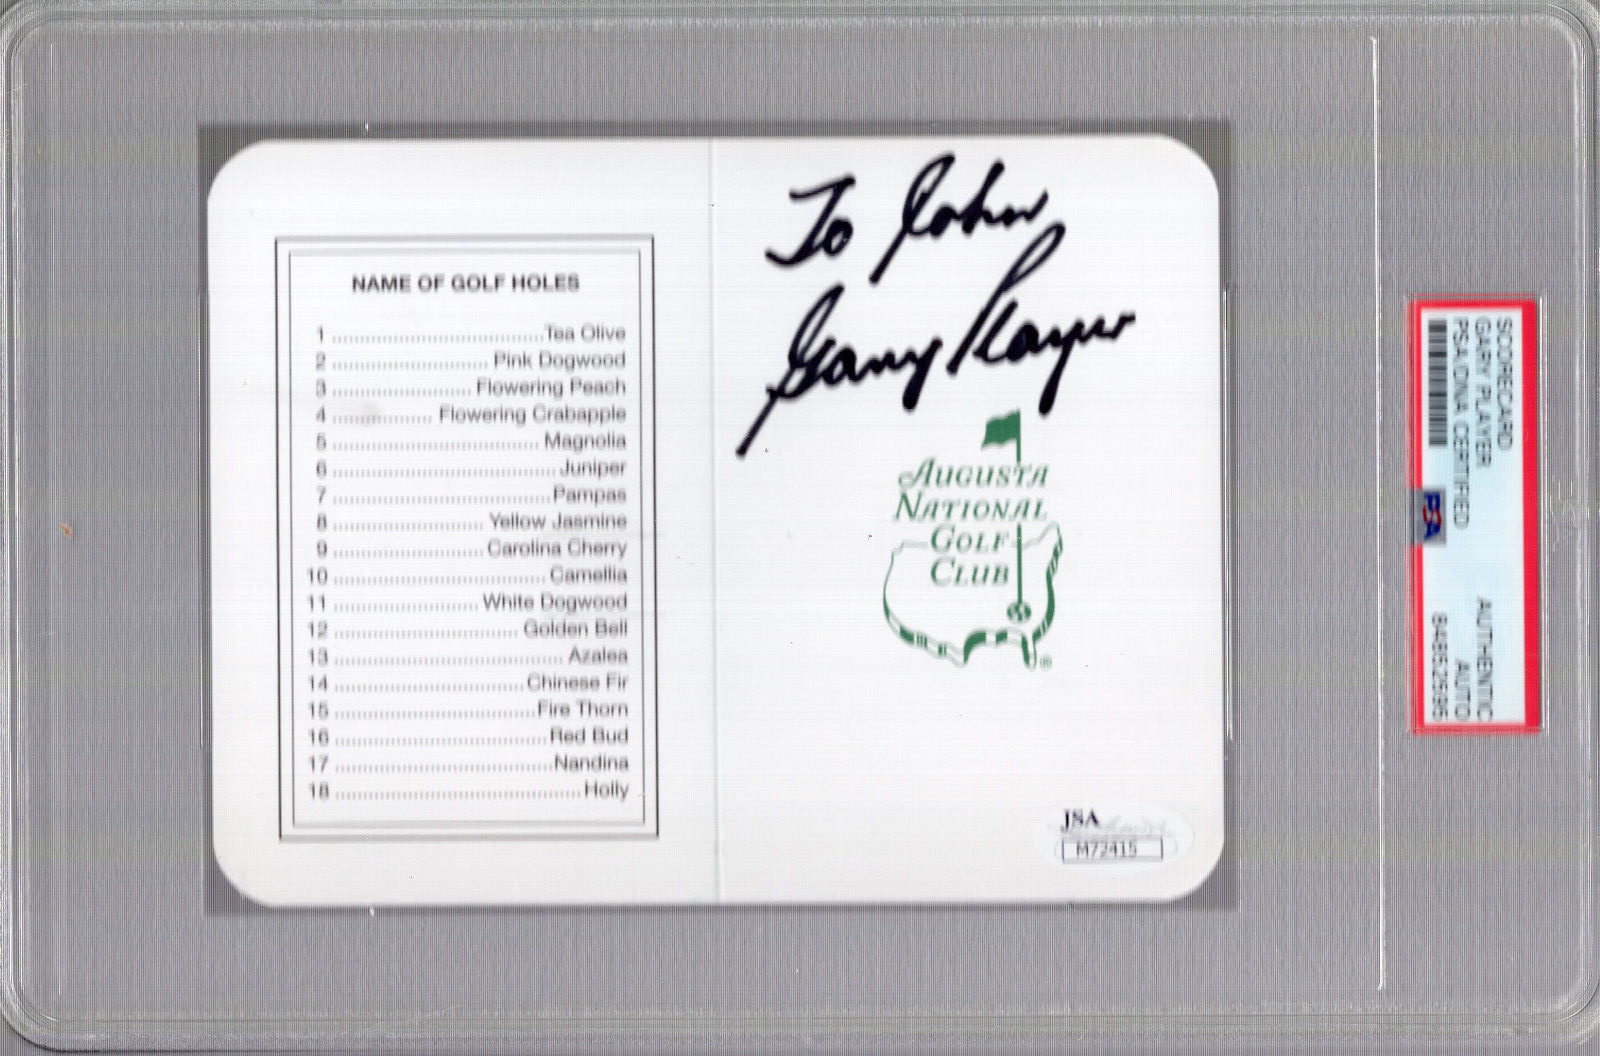 NAME OF GOLF HOLES
1 ........ Tea Olive
2 ........ Pink Dogwood
3 ........ Flowering Peach
4 ........ Flowering Crabapple
5 ........ Magnolia
6 ........ Juniper
7 ........ Pampas
8 ........ Yellow Jasmine
9 ........ Carolina Cherry
10 ........ Camellia
11 ........ White Dogwood
12 ........ Golden Bell
13 ........ Azalea
14 ........ Chinese Fir
15 ........ Fire Thorn
16 ........ Red Bud
17 ........ Nandina
18 ........ Holly
To John
Gary Player
AUGUSTA
NATIONAL
GOLF
CLUB
®
JSA
M72415
SCORECARD
GARY PLAYER AUTHENTIC
PSA/DNA CERTIFIED AUTO
PSA